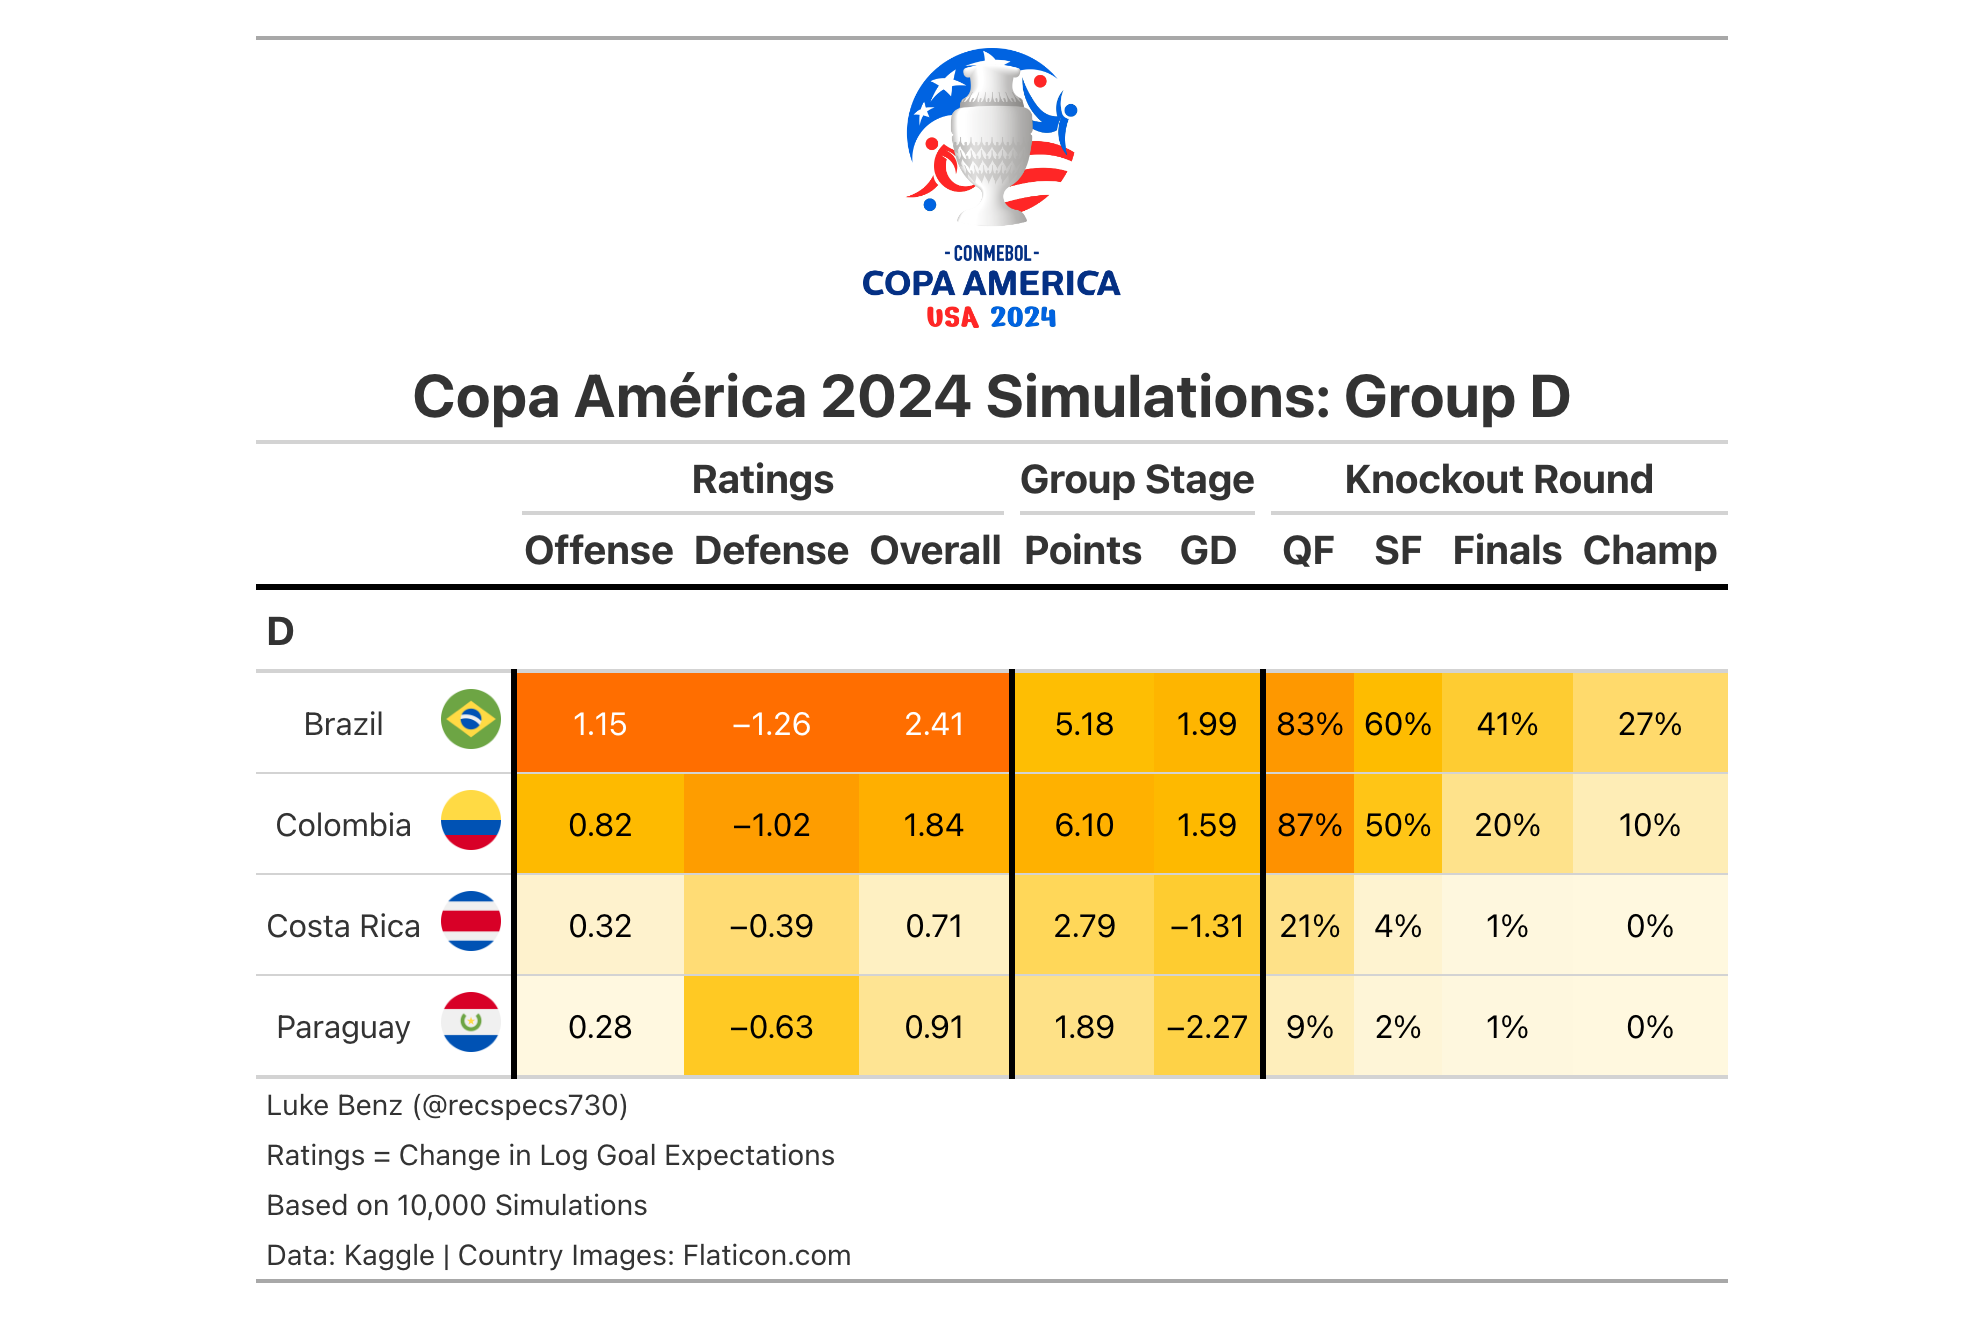 - CONMEBOL -
COPA AMERICA
USA 2024
Copa América 2024 Simulations: Group D
Ratings Group Stage Knockout Round
Offense Defense Overall Points GD QF SF Finals Champ
D
Brazil 1.15 −1.26 2.41 5.18 1.99 83% 60% 41% 27%
Colombia 0.82 −1.02 1.84 6.10 1.59 87% 50% 20% 10%
Costa Rica 0.32 −0.39 0.71 2.79 −1.31 21% 4% 1% 0%
Paraguay 0.28 −0.63 0.91 1.89 −2.27 9% 2% 1% 0%
Luke Benz (@recspecs730)
Ratings = Change in Log Goal Expectations
Based on 10,000 Simulations
Data: Kaggle | Country Images: Flaticon.com